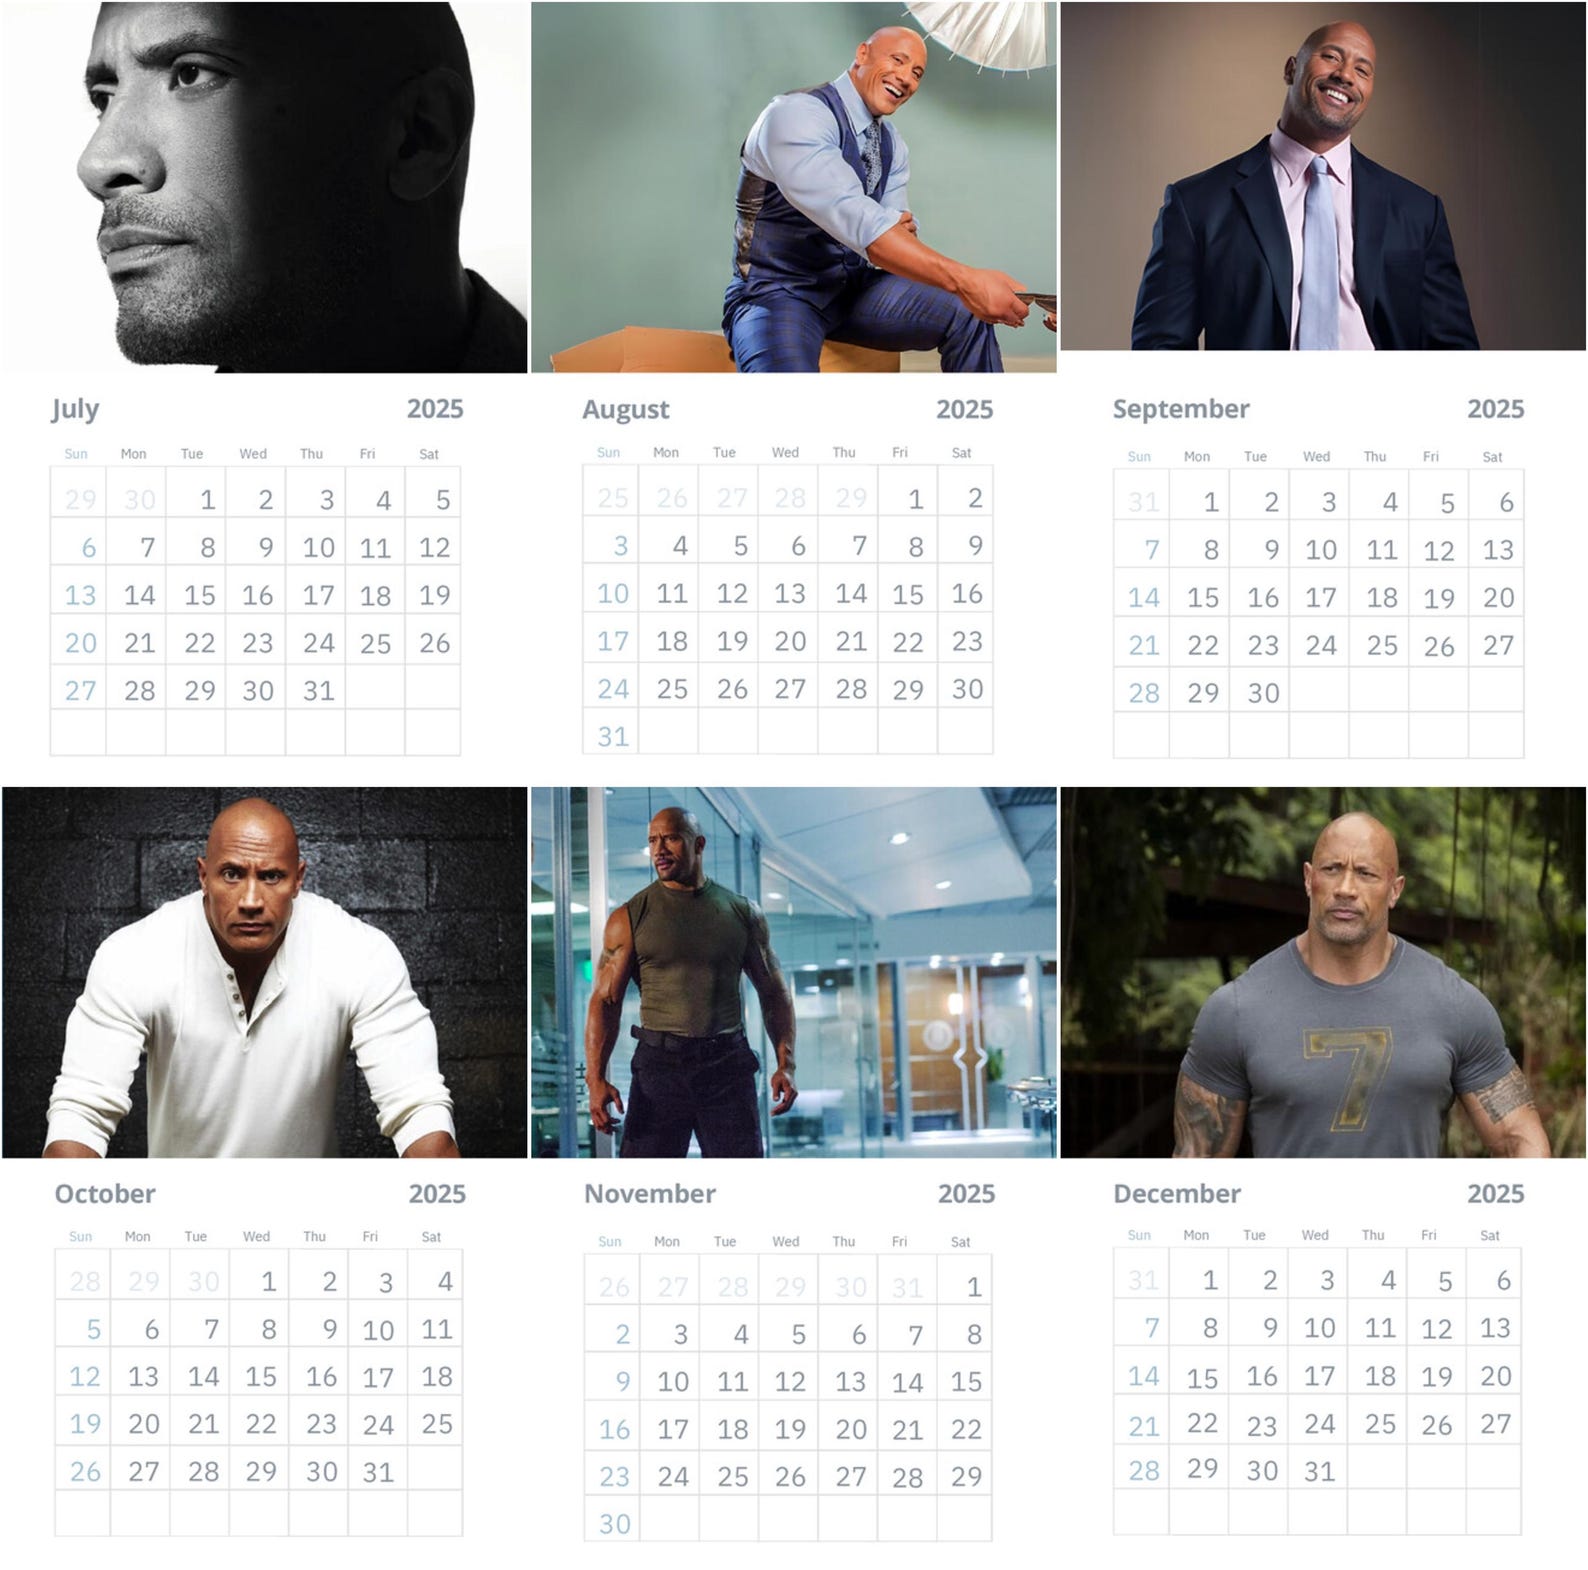 July 2025
Sun Mon Tue Wed Thu Fri Sat
29 30 1 2 3 4 5
6 7 8 9 10 11 12
13 14 15 16 17 18 19
20 21 22 23 24 25 26
27 28 29 30 31
August 2025
Sun Mon Tue Wed Thu Fri Sat
25 26 27 28 29 1 2
3 4 5 6 7 8 9
10 11 12 13 14 15 16
17 18 19 20 21 22 23
24 25 26 27 28 29 30
31
September 2025
Sun Mon Tue Wed Thu Fri Sat
31 1 2 3 4 5 6
7 8 9 10 11 12 13
14 15 16 17 18 19 20
21 22 23 24 25 26 27
28 29 30
7
October 2025
Sun Mon Tue Wed Thu Fri Sat
28 29 30 1 2 3 4
5 6 7 8 9 10 11
12 13 14 15 16 17 18
19 20 21 22 23 24 25
26 27 28 29 30 31
November 2025
Sun Mon Tue Wed Thu Fri Sat
26 27 28 29 30 31 1
2 3 4 5 6 7 8
9 10 11 12 13 14 15
16 17 18 19 20 21 22
23 24 25 26 27 28 29
30
December 2025
Sun Mon Tue Wed Thu Fri Sat
31 1 2 3 4 5 6
7 8 9 10 11 12 13
14 15 16 17 18 19 20
21 22 23 24 25 26 27
28 29 30 31